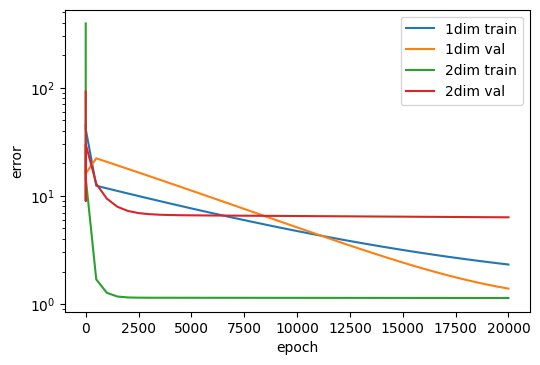 1dim train
1dim val
2dim train
2dim val
error
10²
10¹
10⁰
0 2500 5000 7500 10000 12500 15000 17500 20000
epoch